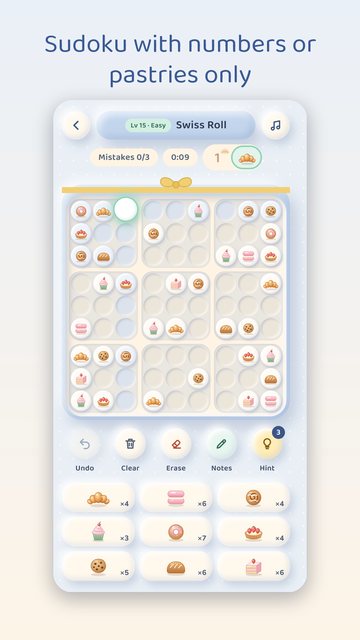 Sudoku with numbers or
pastries only
Lv 15 · Easy Swiss Roll
Mistakes 0/3 0:09 1
3
Undo Clear Erase Notes Hint
×4 ×6 ×4
×3 ×7 ×4
×5 ×6 ×6